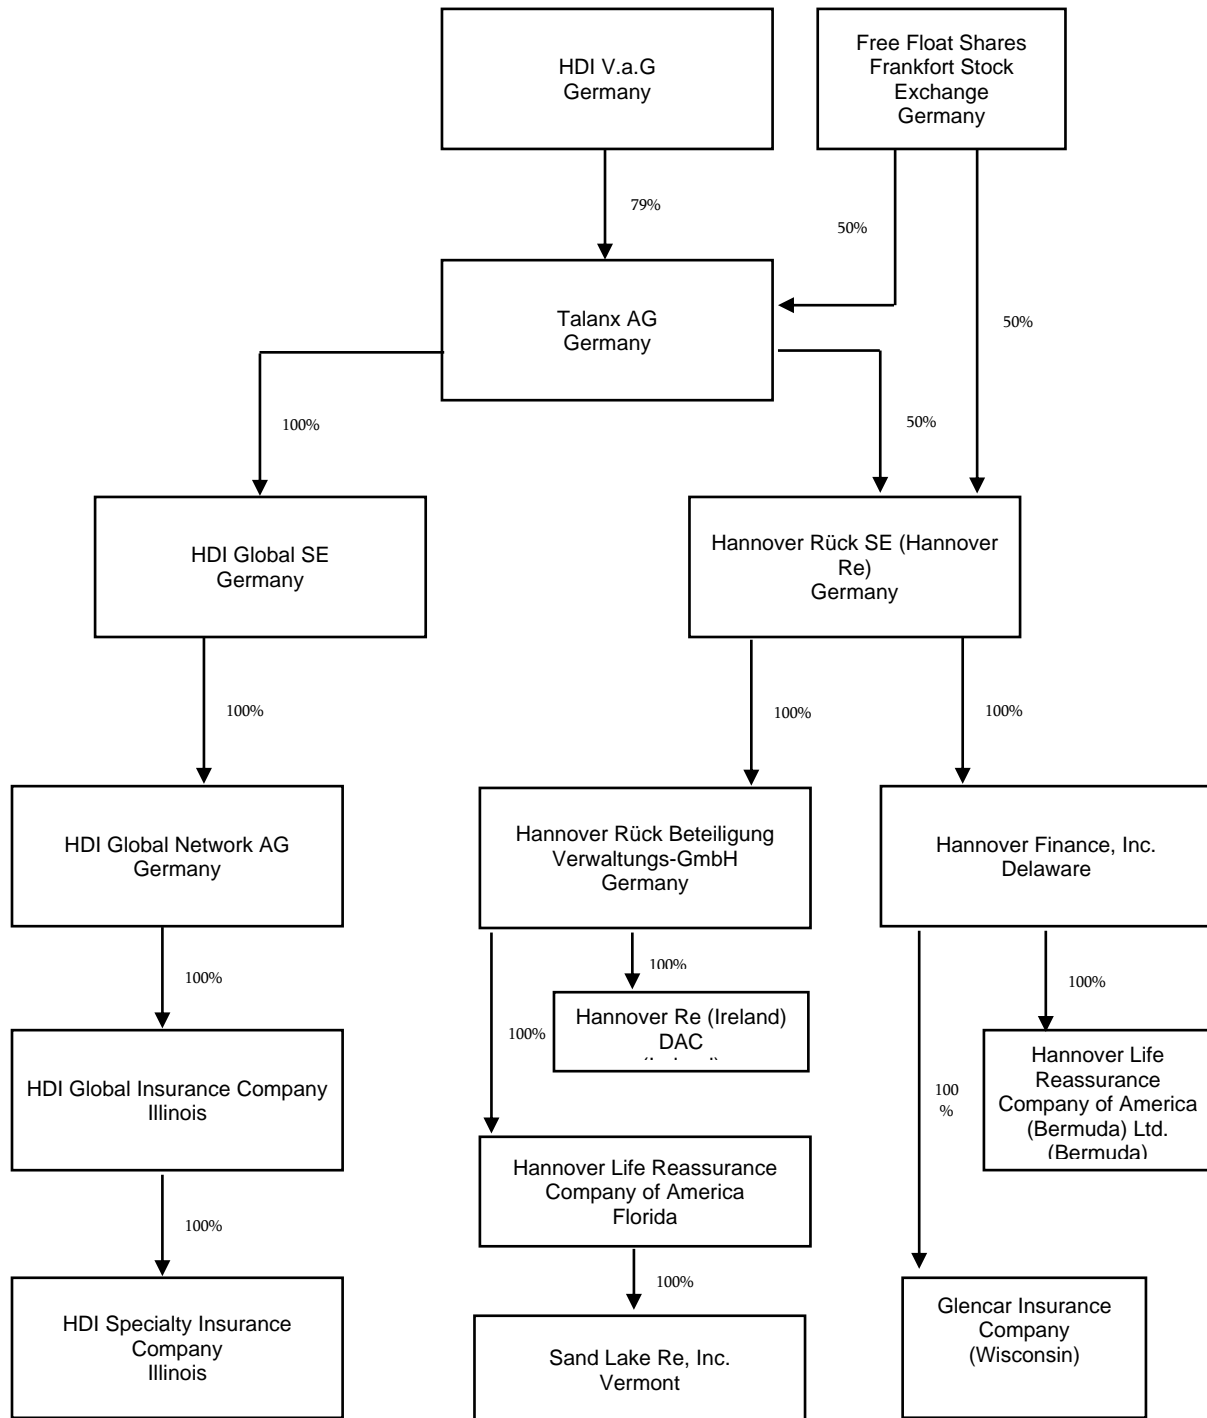 HDI V.a.G
Germany
Free Float Shares
Frankfort Stock
Exchange
Germany
79%
50%
50%
Talanx AG
Germany
100%
50%
HDI Global SE
Germany
Hannover Rück SE (Hannover
Re)
Germany
100%
100%
100%
HDI Global Network AG
Germany
Hannover Rück Beteiligung
Verwaltungs-GmbH
Germany
Hannover Finance, Inc.
Delaware
100%
100%
100%
100%
100
%
Hannover Re (Ireland)
DAC
HDI Global Insurance Company
Illinois
Hannover Life
Reassurance
Company of America
(Bermuda) Ltd.
(Bermuda)
Hannover Life Reassurance
Company of America
Florida
100%
100%
HDI Specialty Insurance
Company
Illinois
Sand Lake Re, Inc.
Vermont
Glencar Insurance
Company
(Wisconsin)